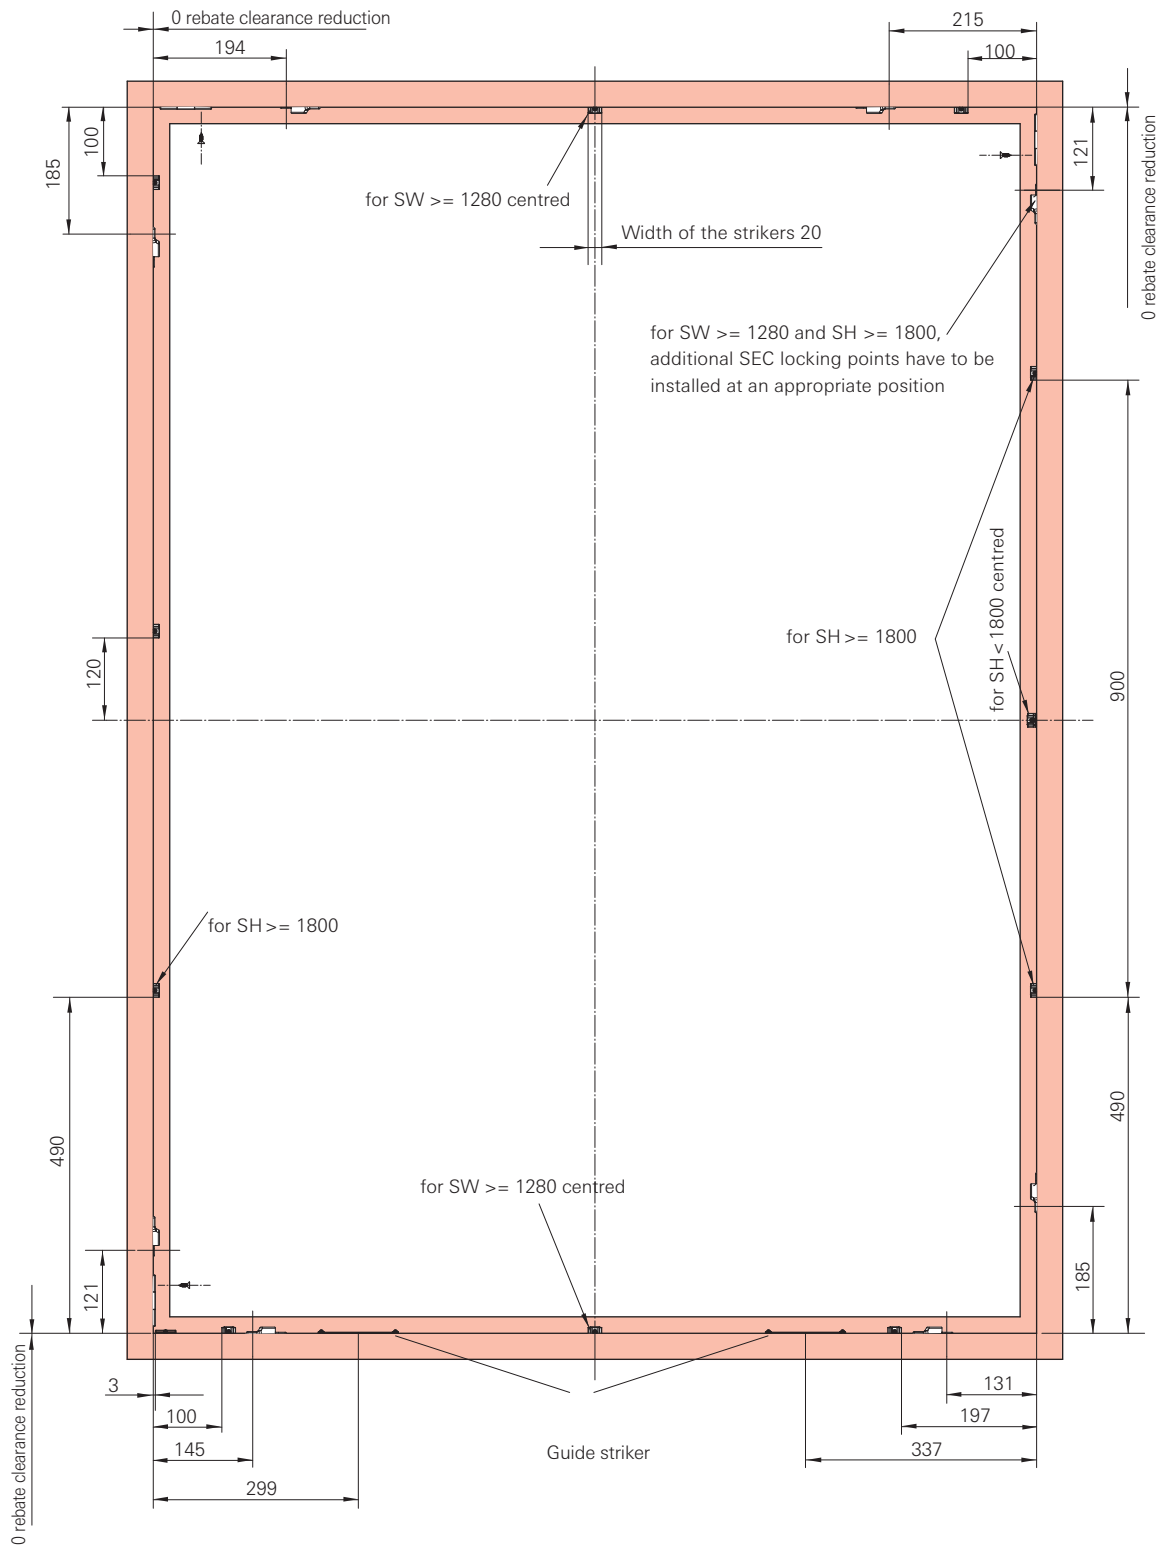 0 rebate clearance reduction
194
215
100
100
185
121
0 rebate clearance reduction
for SW >= 1280 centred
Width of the strikers 20
for SW >= 1280 and SH >= 1800,
additional SEC locking points have to be
installed at an appropriate position
for SH < 1800 centred
for SH >= 1800
120
900
for SH >= 1800
490
490
for SW >= 1280 centred
121
185
0 rebate clearance reduction
3
100
145
299
Guide striker
131
197
337